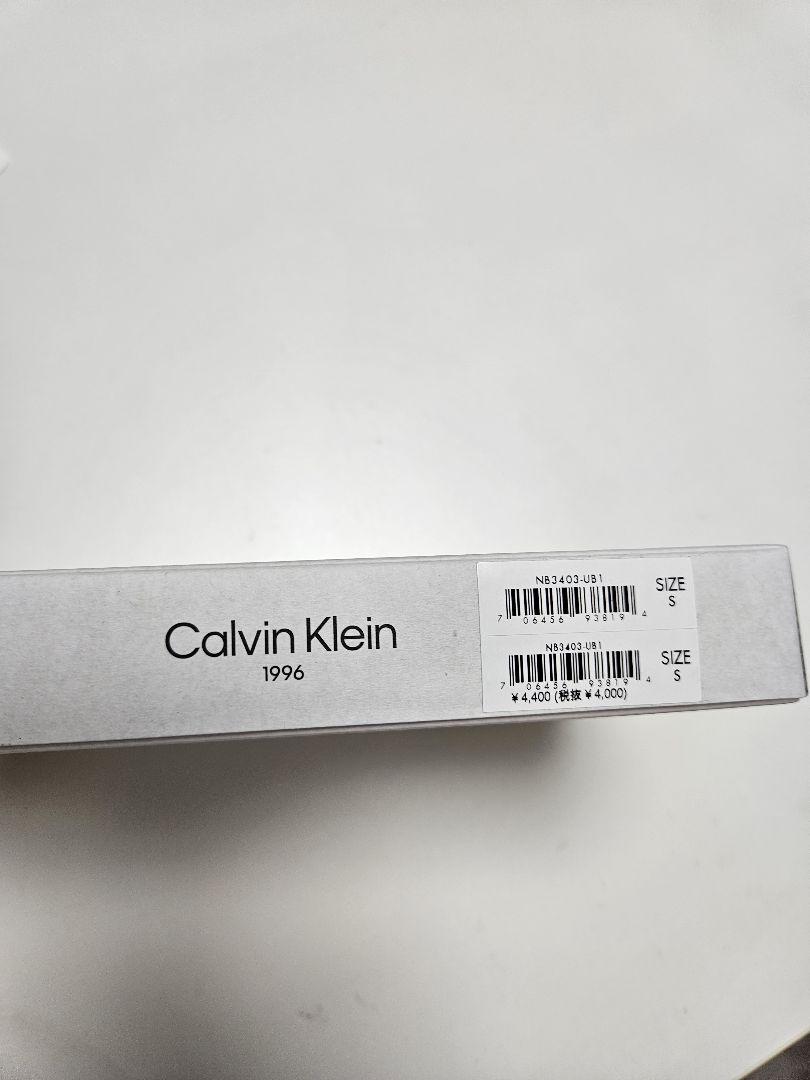 Calvin Klein
1996
NB3403-UB1
7 06456 93819 4
SIZE
S
NB3403-UB1
7 06456 93819 4
¥4,400 (税抜¥4,000)
SIZE
S